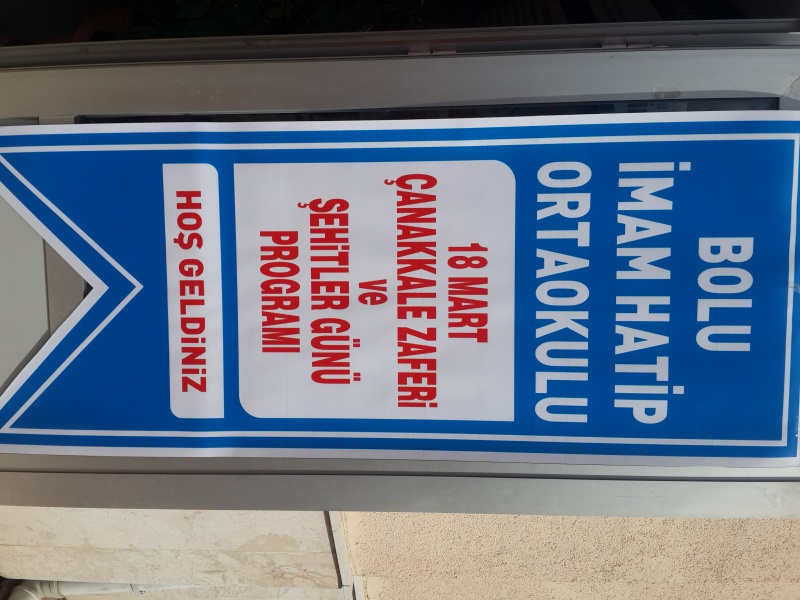 BOLU
İMAM HATİP
ORTAOKULU
18 MART
ÇANAKKALE ZAFERİ
ve
ŞEHİTLER GÜNÜ
PROGRAMI
HOŞ GELDİNİZ